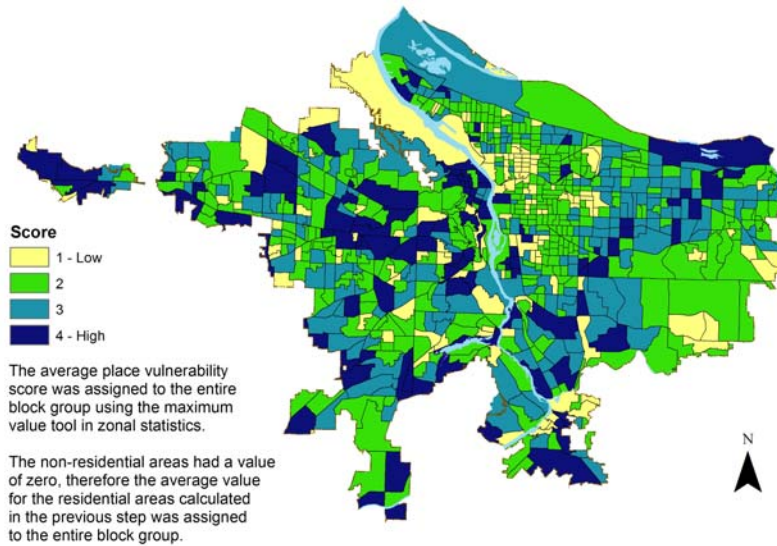 Score
1 - Low
2
3
4 - High
The average place vulnerability
score was assigned to the entire
block group using the maximum
value tool in zonal statistics.
The non-residential areas had a value
of zero, therefore the average value
for the residential areas calculated
in the previous step was assigned
to the entire block group.
N